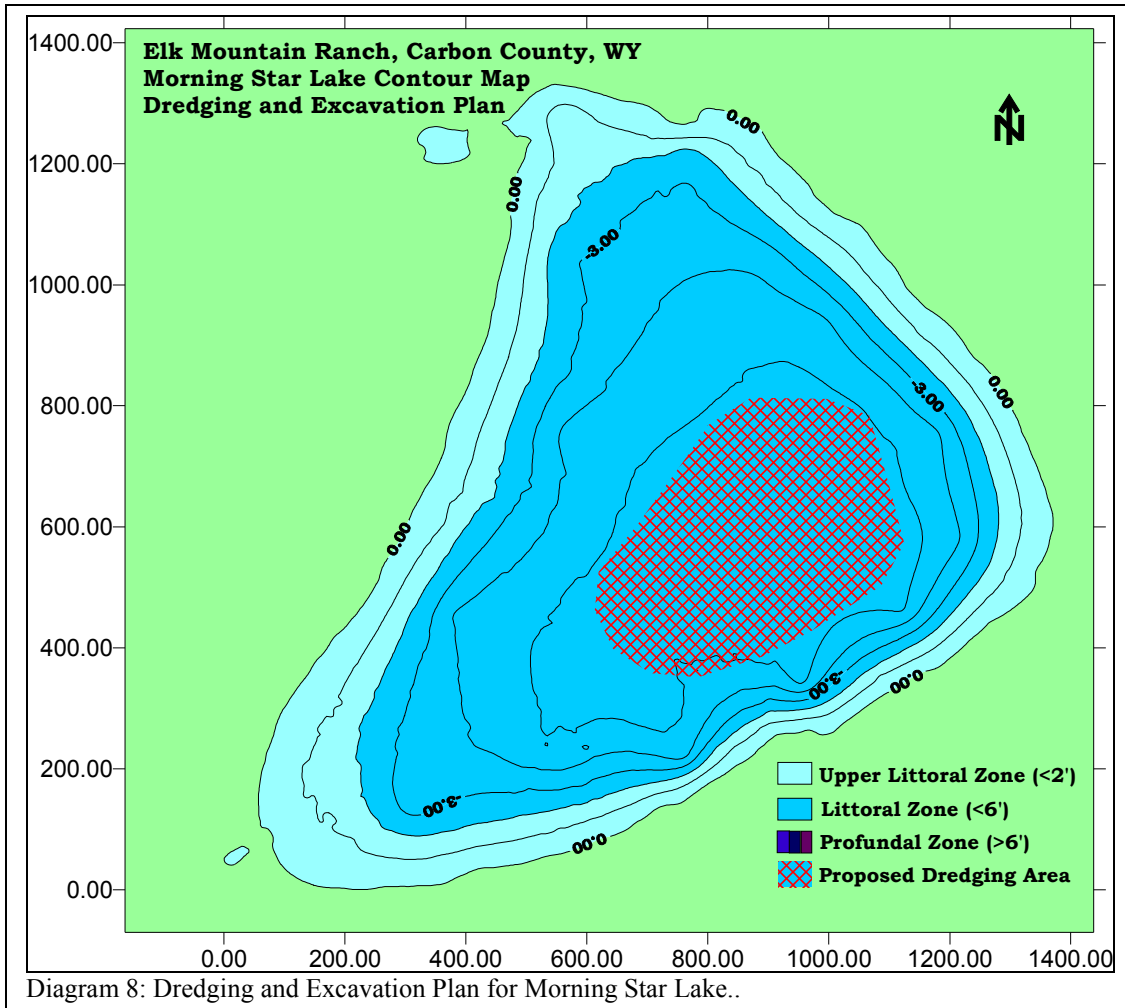 Elk Mountain Ranch, Carbon County, WY
Morning Star Lake Contour Map
Dredging and Excavation Plan
N
1400.00
1200.00
1000.00
800.00
600.00
400.00
200.00
0.00
0.00
0.00
-3.00
-3.00
0.00
0.00
-3.00
0.00
-3.00
0.00
Upper Littoral Zone (<2')
Littoral Zone (<6')
Profundal Zone (>6')
Proposed Dredging Area
0.00 200.00 400.00 600.00 800.00 1000.00 1200.00 1400.00
Diagram 8: Dredging and Excavation Plan for Morning Star Lake..